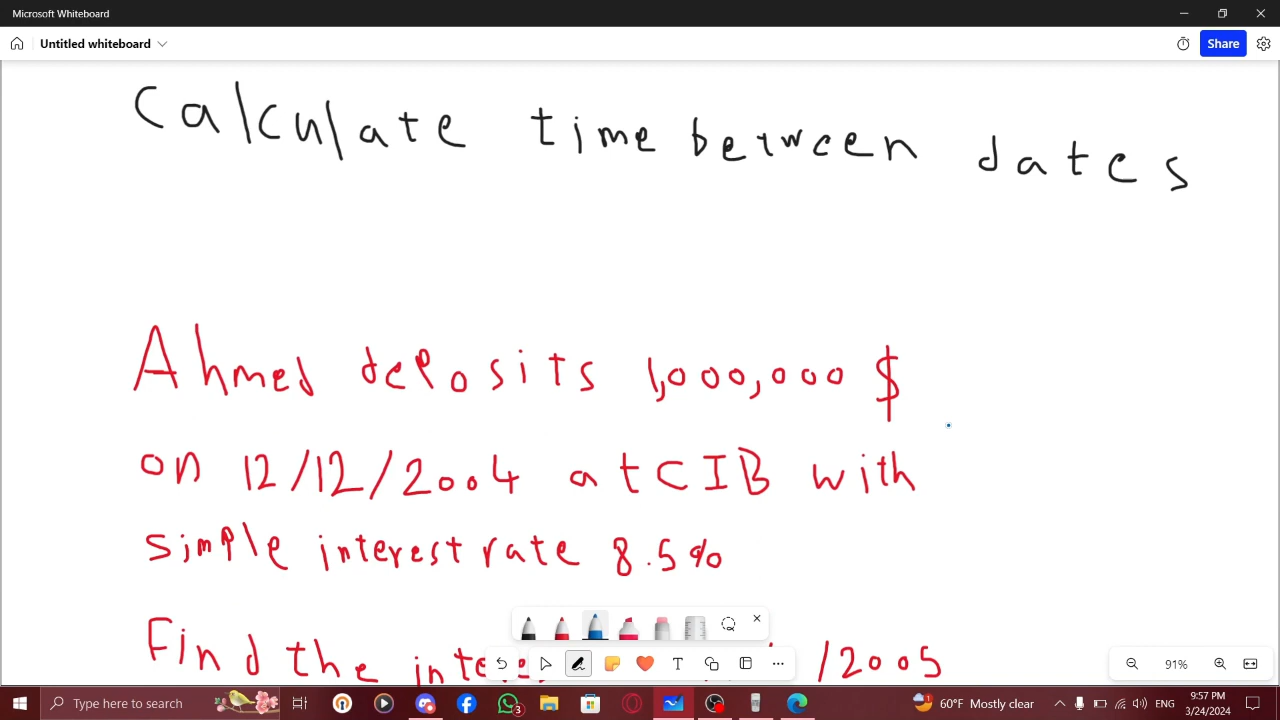 Microsoft Whiteboard
Untitled whiteboard
Share
Calculate time between dates
Ahmed deposits 1,000,000 $
on 12/12/2004 at CIB with
simple interest rate 8.5%
Find the inte /2005
91%
Type here to search
3
1
60°F Mostly clear
ENG
9:57 PM
3/24/2024